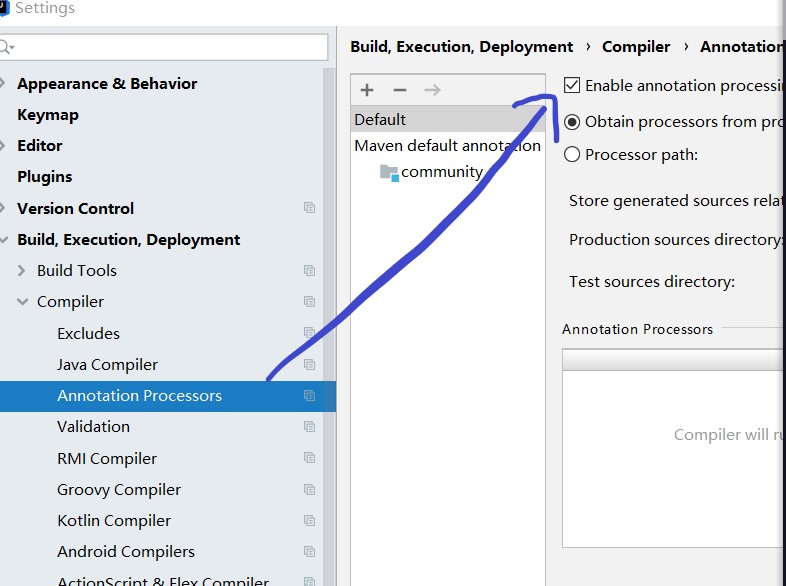 Settings
Appearance & Behavior
Keymap
Editor
Plugins
Version Control
Build, Execution, Deployment
Build Tools
Compiler
Excludes
Java Compiler
Annotation Processors
Validation
RMI Compiler
Groovy Compiler
Kotlin Compiler
Android Compilers
ActionScript & Flex Compiler
Build, Execution, Deployment › Compiler › Annotation
Default
Maven default annotation
community
Enable annotation processi
Obtain processors from pro
Processor path:
Store generated sources relat
Production sources directory:
Test sources directory:
Annotation Processors
Compiler will ru